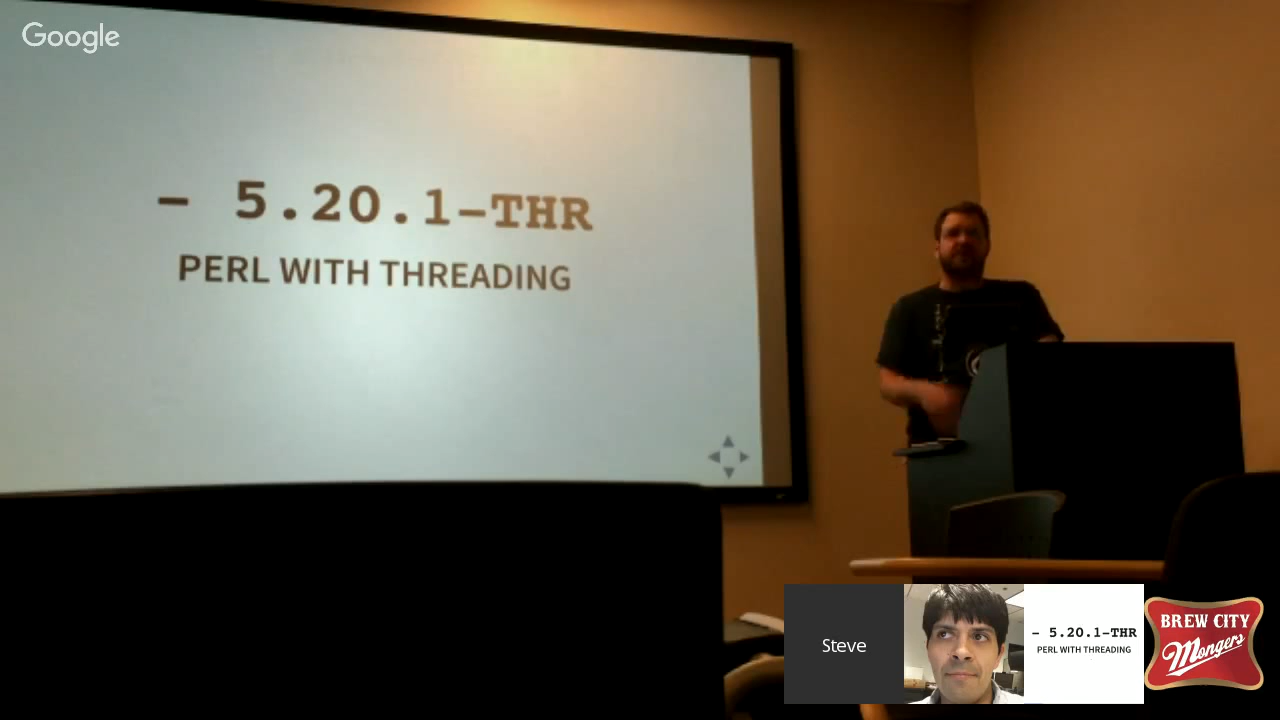 Google
- 5.20.1-THR
PERL WITH THREADING
Steve
- 5.20.1-THR
PERL WITH THREADING
BREW CITY
Mongers